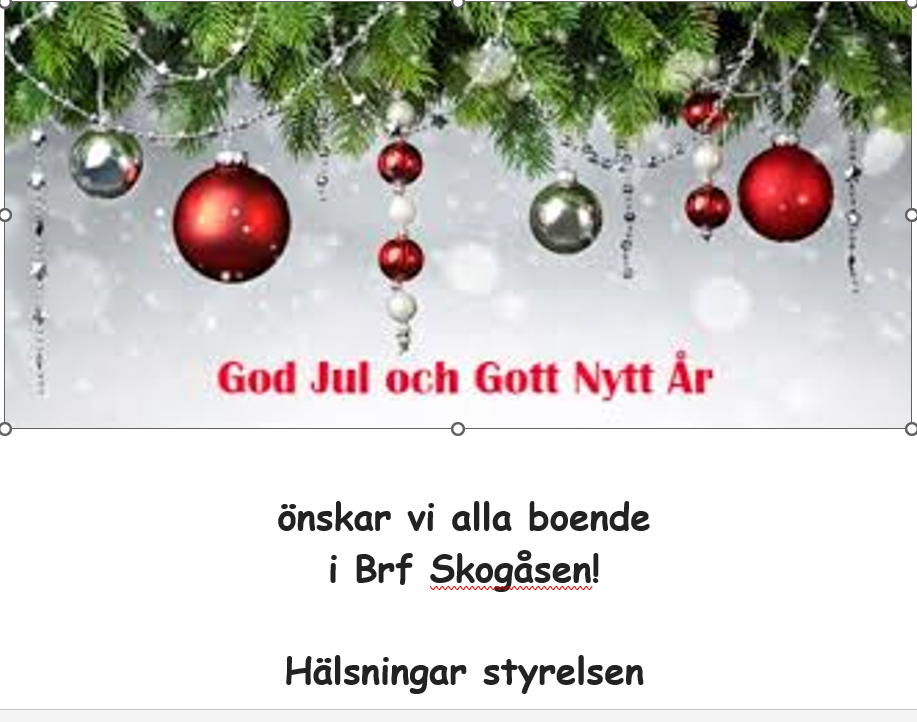 God Jul och Gott Nytt År
önskar vi alla boende
i Brf Skogåsen!
Hälsningar styrelsen